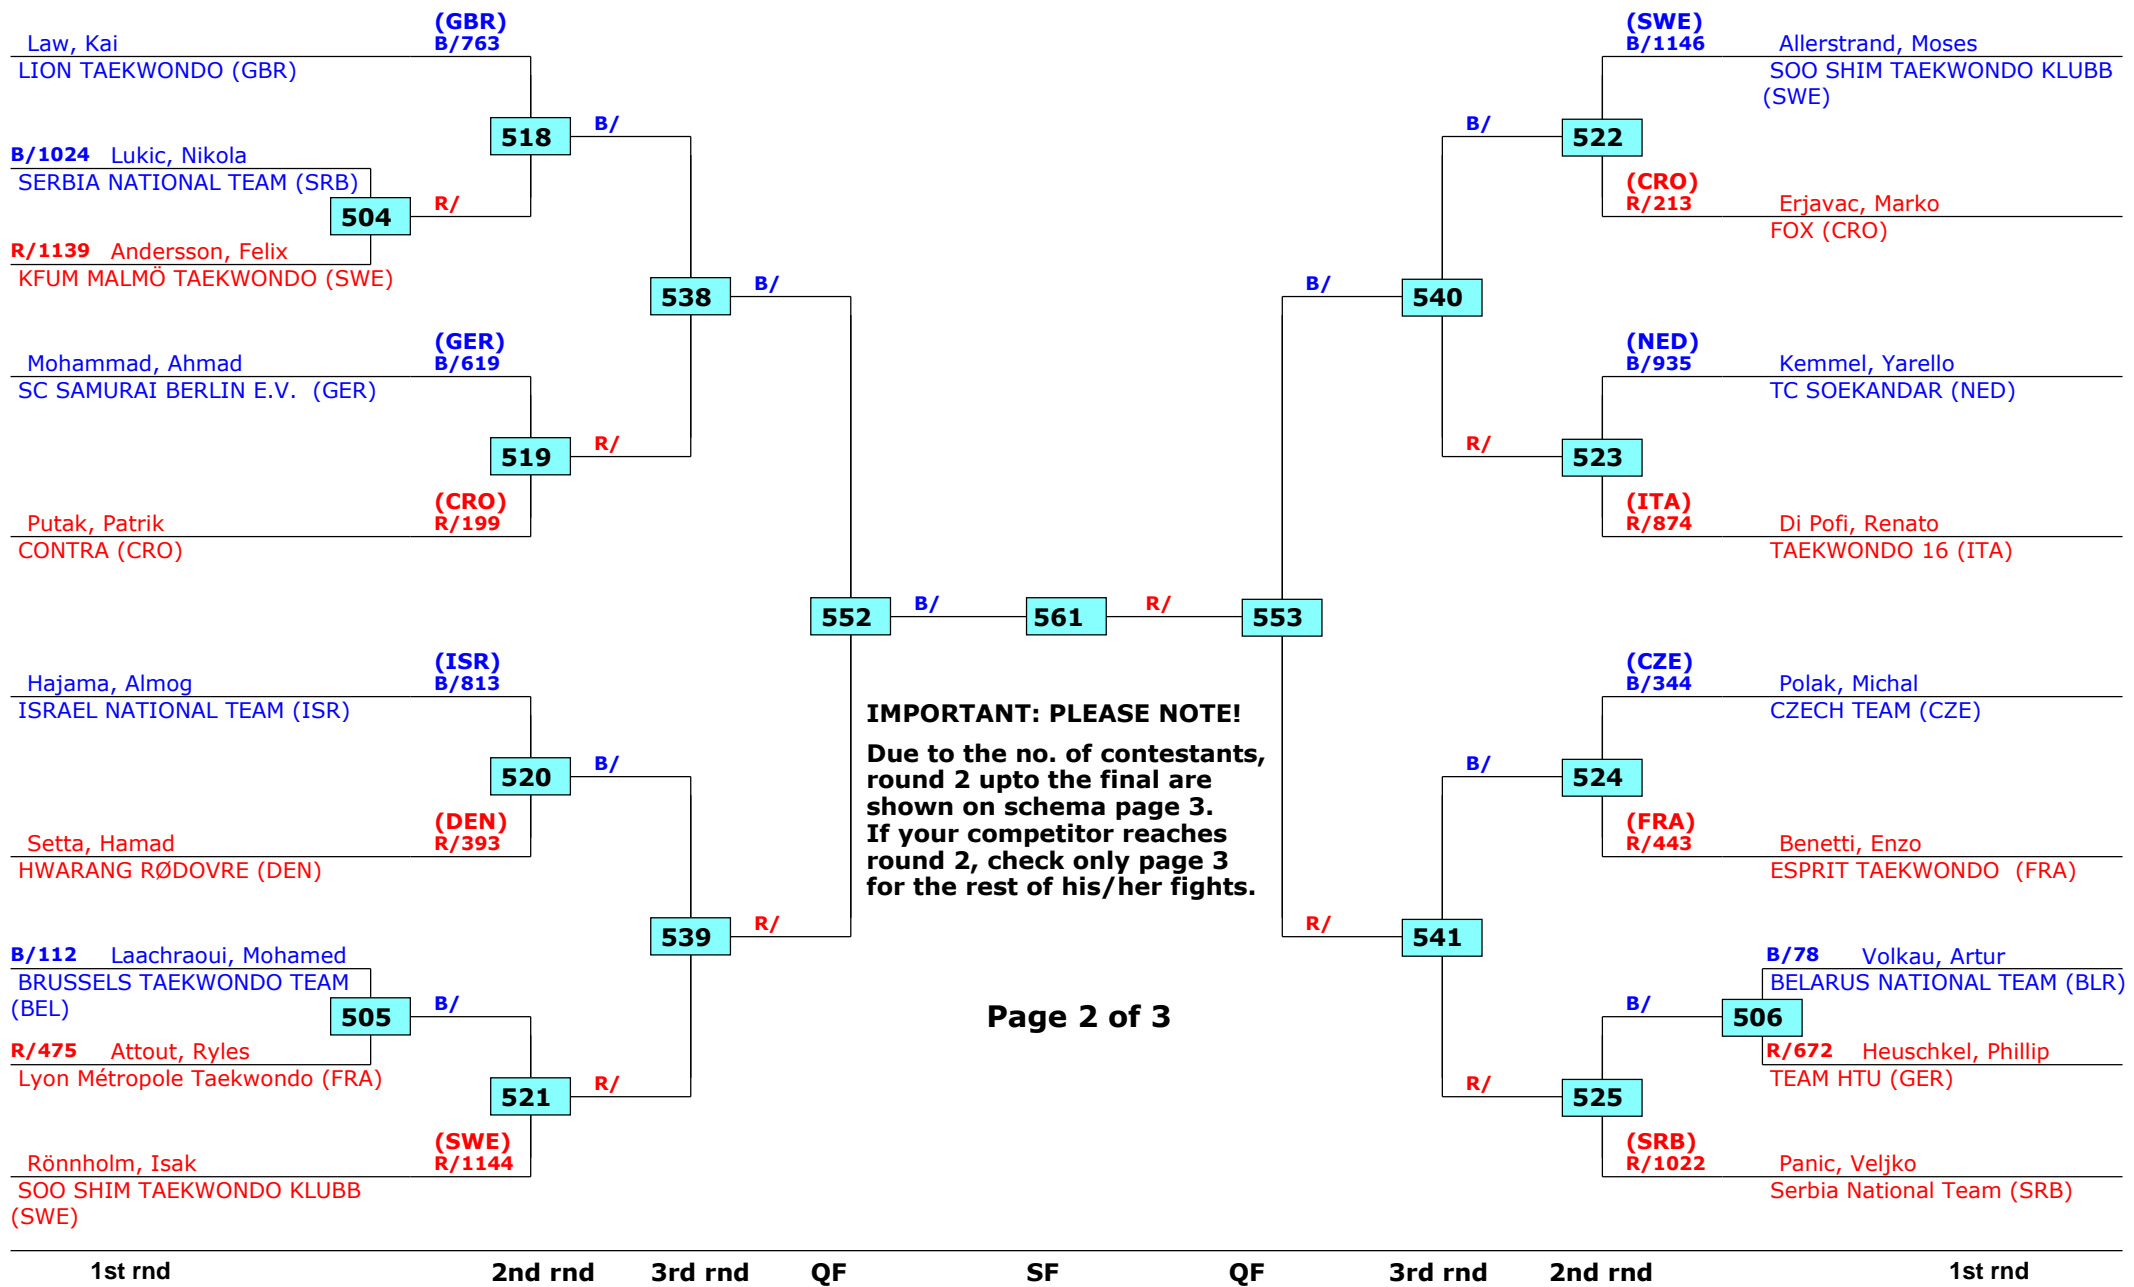 (GBR)
Law, Kai B/763
LION TAEKWONDO (GBR)
518 B/
B/1024 Lukic, Nikola
SERBIA NATIONAL TEAM (SRB)
504 R/
R/1139 Andersson, Felix
KFUM MALMÖ TAEKWONDO (SWE)
538 B/
(GER)
Mohammad, Ahmad B/619
SC SAMURAI BERLIN E.V. (GER)
519 R/
(CRO)
Putak, Patrik R/199
CONTRA (CRO)
552 B/ 561 R/ 553
(ISR)
Hajama, Almog B/813
ISRAEL NATIONAL TEAM (ISR)
520 B/
(DEN)
Setta, Hamad R/393
HWARANG RØDOVRE (DEN)
539 R/
B/112 Laachraoui, Mohamed
BRUSSELS TAEKWONDO TEAM
(BEL)
505 B/
R/475 Attout, Ryles
Lyon Métropole Taekwondo (FRA)
521 R/
(SWE)
Rönnholm, Isak R/1144
SOO SHIM TAEKWONDO KLUBB
(SWE)
IMPORTANT: PLEASE NOTE!
Due to the no. of contestants,
round 2 upto the final are
shown on schema page 3.
If your competitor reaches
round 2, check only page 3
for the rest of his/her fights.
Page 2 of 3
(SWE)
B/1146 Allerstrand, Moses
SOO SHIM TAEKWONDO KLUBB
(SWE)
B/ 522
(CRO)
R/213 Erjavac, Marko
FOX (CRO)
B/ 540
(NED)
B/935 Kemmel, Yarello
TC SOEKANDAR (NED)
R/ 523
(ITA)
R/874 Di Pofi, Renato
TAEKWONDO 16 (ITA)
(CZE)
B/344 Polak, Michal
CZECH TEAM (CZE)
B/ 524
(FRA)
R/443 Benetti, Enzo
ESPRIT TAEKWONDO (FRA)
R/ 541
B/78 Volkau, Artur
BELARUS NATIONAL TEAM (BLR)
B/ 506
R/672 Heuschkel, Phillip
TEAM HTU (GER)
R/ 525
(SRB)
R/1022 Panic, Veljko
Serbia National Team (SRB)
1st rnd 2nd rnd 3rd rnd QF SF QF 3rd rnd 2nd rnd 1st rnd